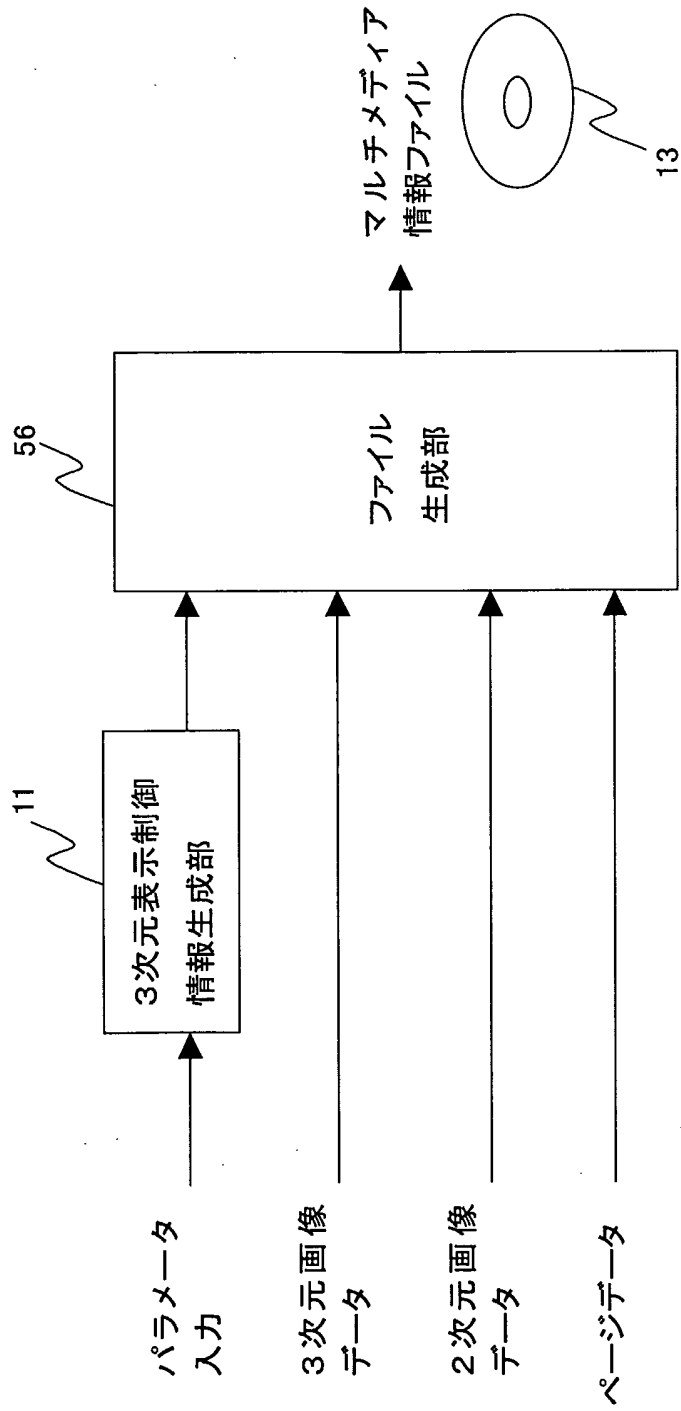 11
3次元表示制御
情報生成部
56
ファイル
生成部
マルチメディア
情報ファイル
13
パラメータ
入力
3次元画像
データ
2次元画像
データ
ページデータ